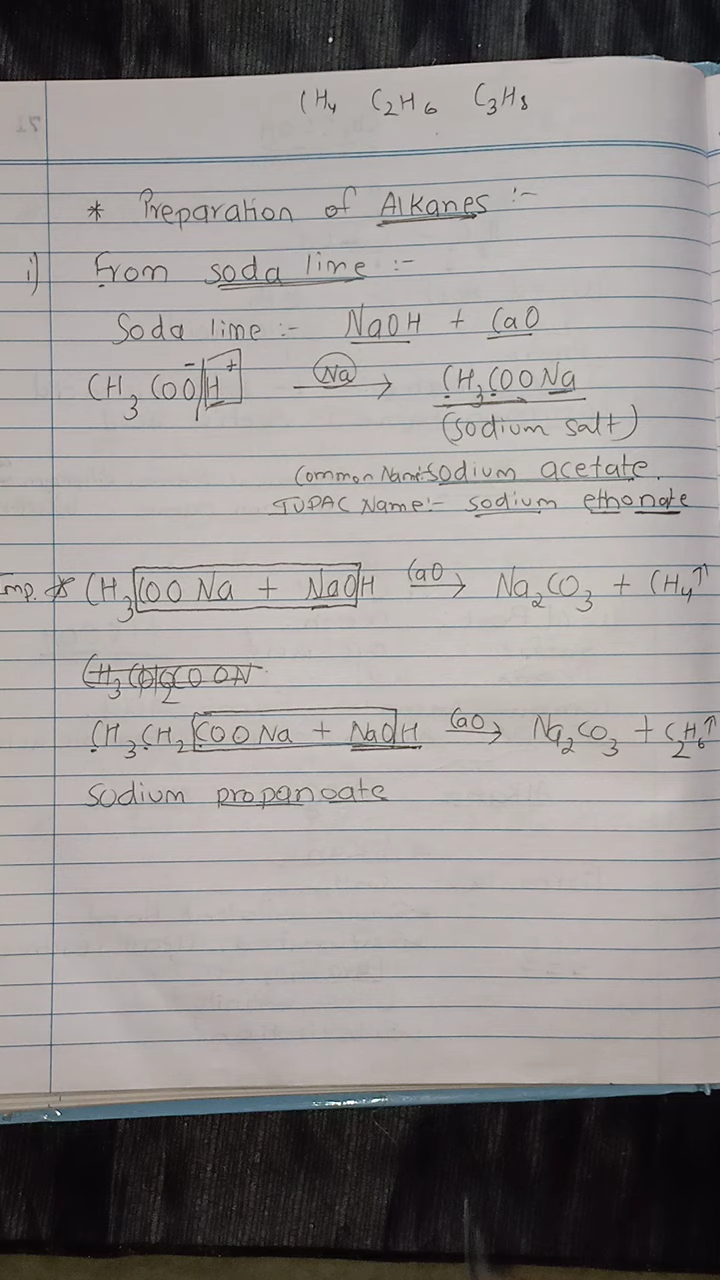 CH₄ C₂H₆ C₃H₈
* Preparation of Alkanes :-
i) From soda lime :-
Soda lime :- NaOH + CaO
CH₃COO⁻/H⁺ —Na→ CH₃COONa
(sodium salt)
Common Name:- sodium acetate.
IUPAC Name:- sodium ethonate
Imp. * CH₃COONa + NaOH —CaO→ Na₂CO₃ + CH₄↑
CH₃CH₂COONa + NaOH —CaO→ Na₂CO₃ + C₂H₆↑
sodium propanoate